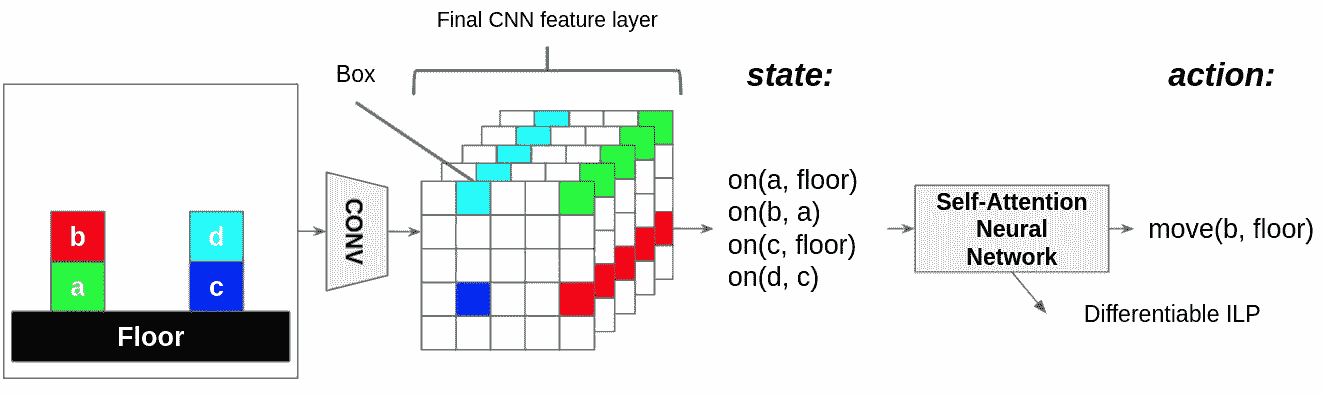 Final CNN feature layer
Box
state:
action:
CONV
on(a, floor)
on(b, a)
on(c, floor)
on(d, c)
Self-Attention
Neural
Network
move(b, floor)
Differentiable ILP
b
d
a
c
Floor